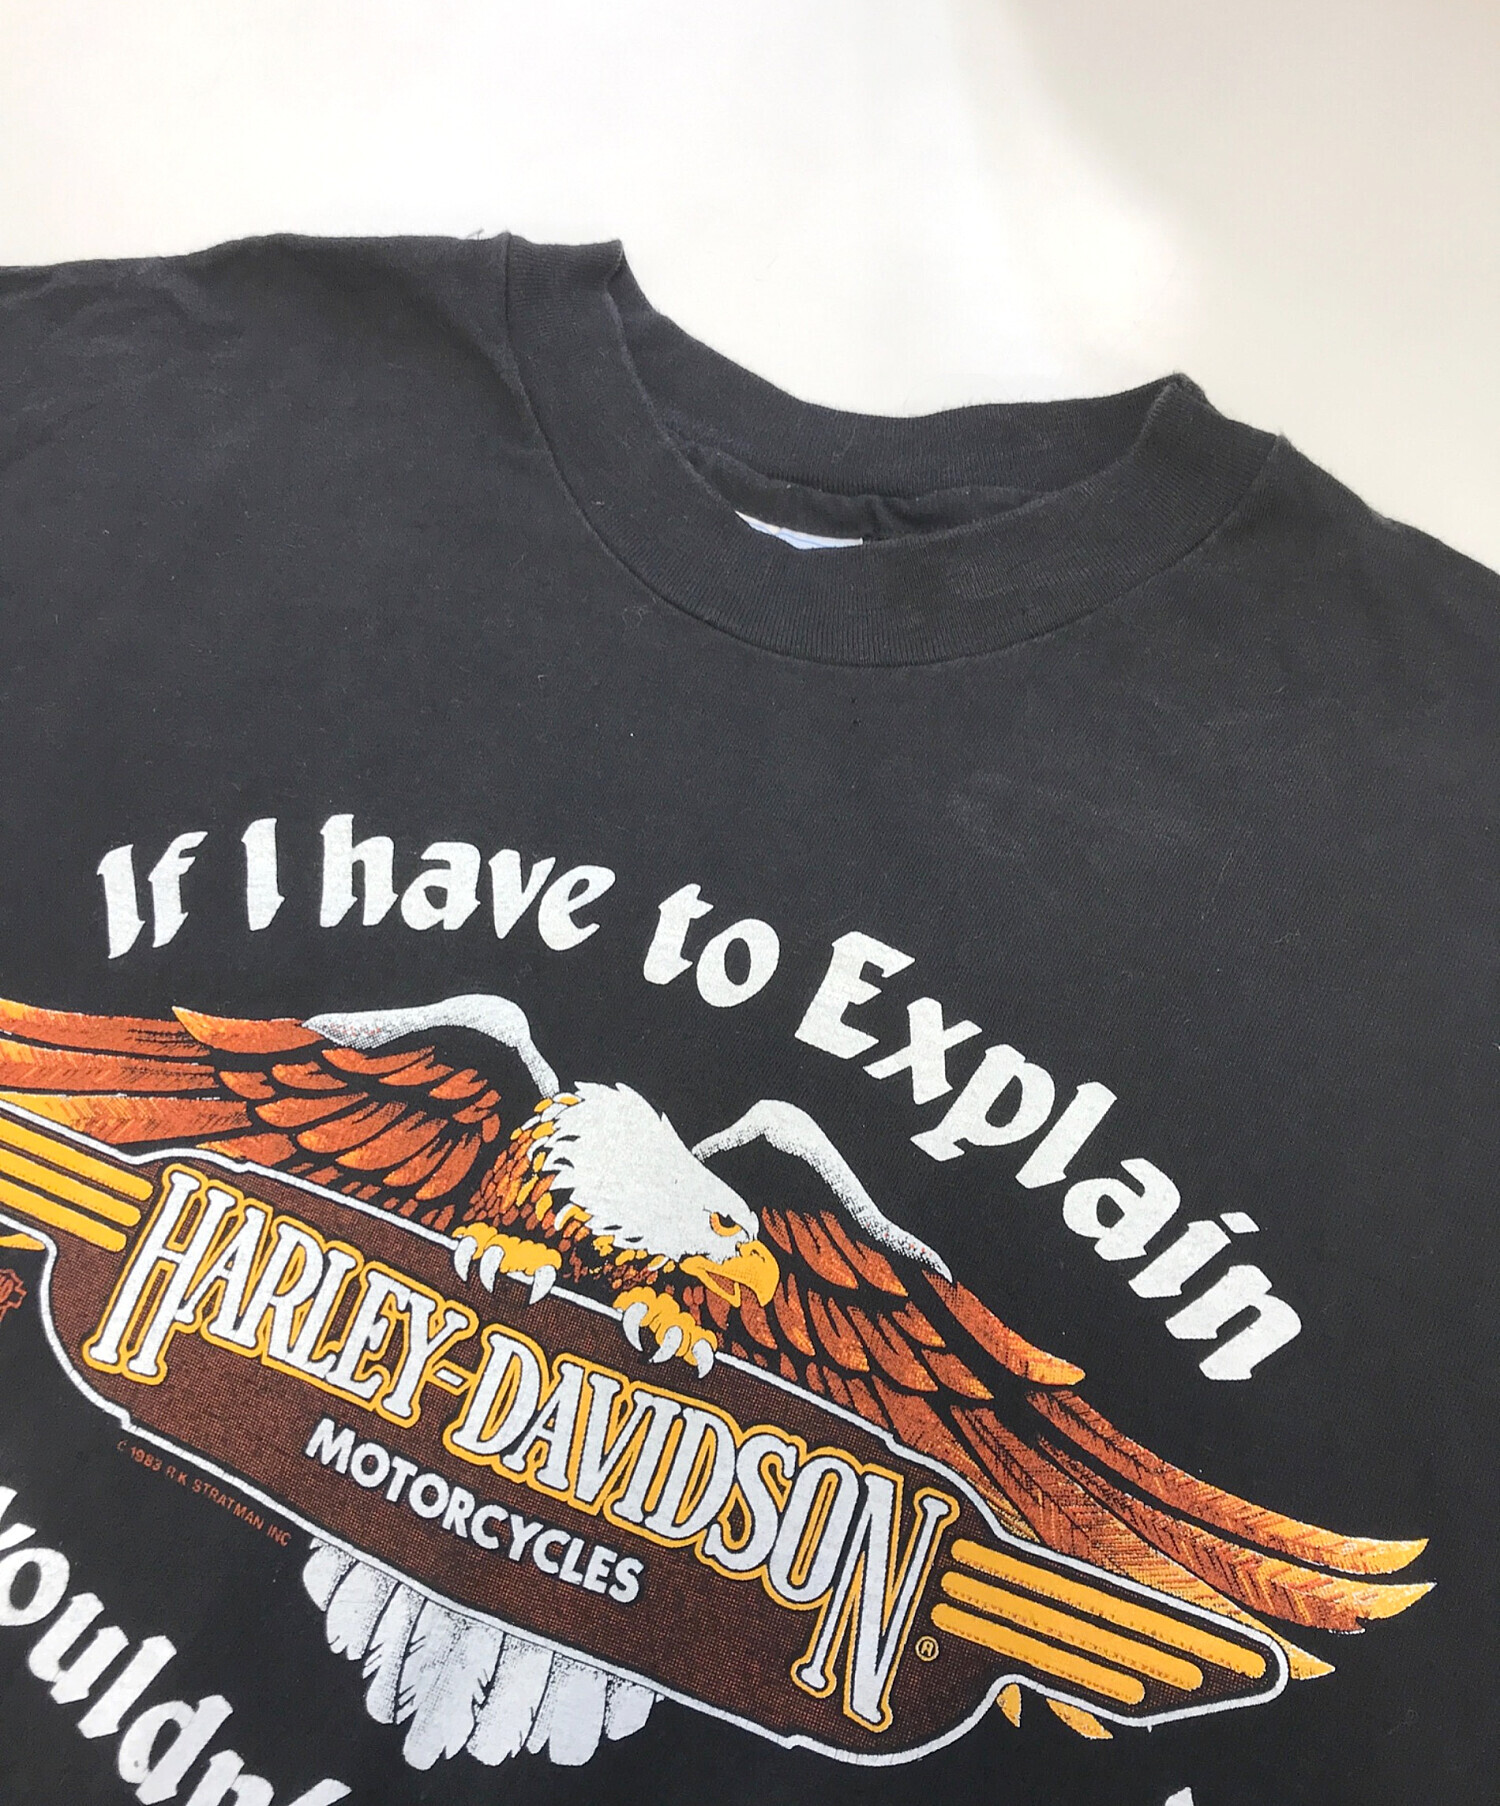 If I have to Explain
HARLEY-DAVIDSON
MOTORCYCLES
®
© 1983 R.K. STRATMAN INC